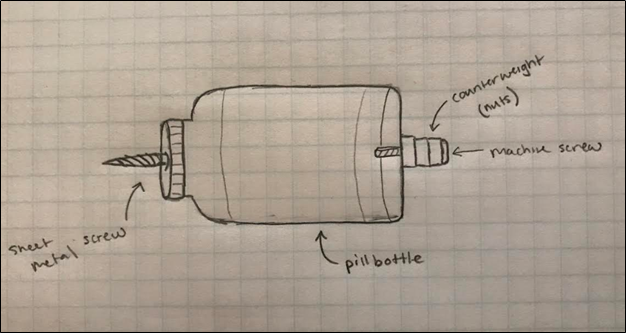 counterweight
(nuts)
machine screw
sheet
metal screw
pill bottle